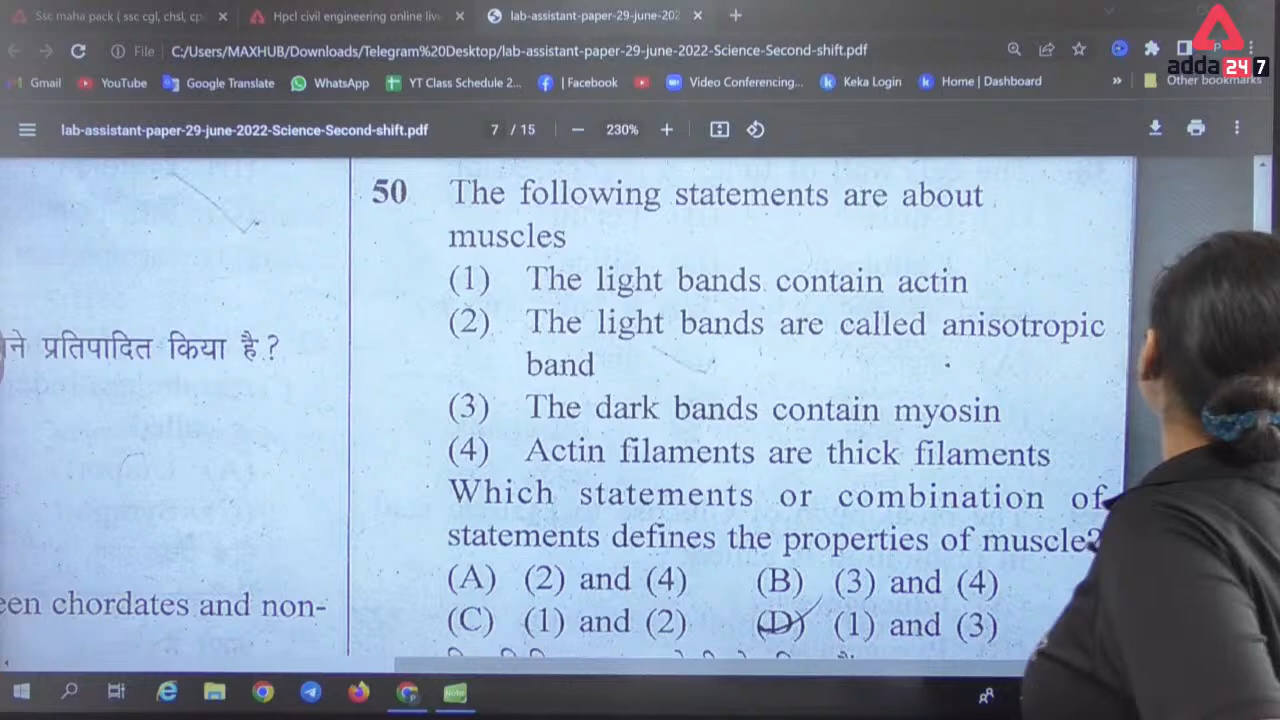 Ssc maha pack ( ssc cgl, chsl, cp
Hpcl civil engineering online live
lab-assistant-paper-29-june-202
File
C:/Users/MAXHUB/Downloads/Telegram%20Desktop/lab-assistant-paper-29-june-2022-Science-Second-shift.pdf
P
adda 24 7
Gmail
YouTube
Google Translate
WhatsApp
YT Class Schedule 2...
| Facebook
Video Conferencing...
Keka Login
Home | Dashboard
»
Other bookmarks
lab-assistant-paper-29-june-2022-Science-Second-shift.pdf
7 / 15
230%
50 The following statements are about
muscles
(1) The light bands contain actin
(2) The light bands are called anisotropic
band
(3) The dark bands contain myosin
(4) Actin filaments are thick filaments
Which statements or combination of
statements defines the properties of muscle?
(A) (2) and (4) (B) (3) and (4)
(C) (1) and (2) (D) (1) and (3)
ने प्रतिपादित किया है ?
een chordates and non-
Note